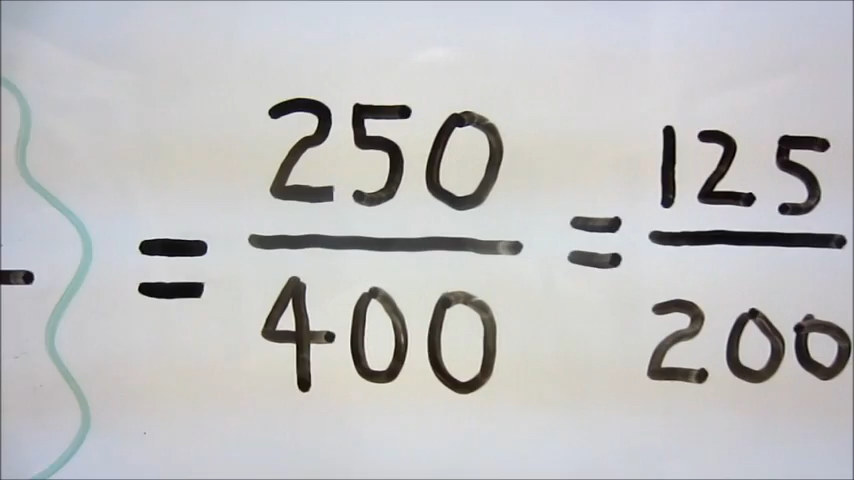 = 250/400 = 125/200